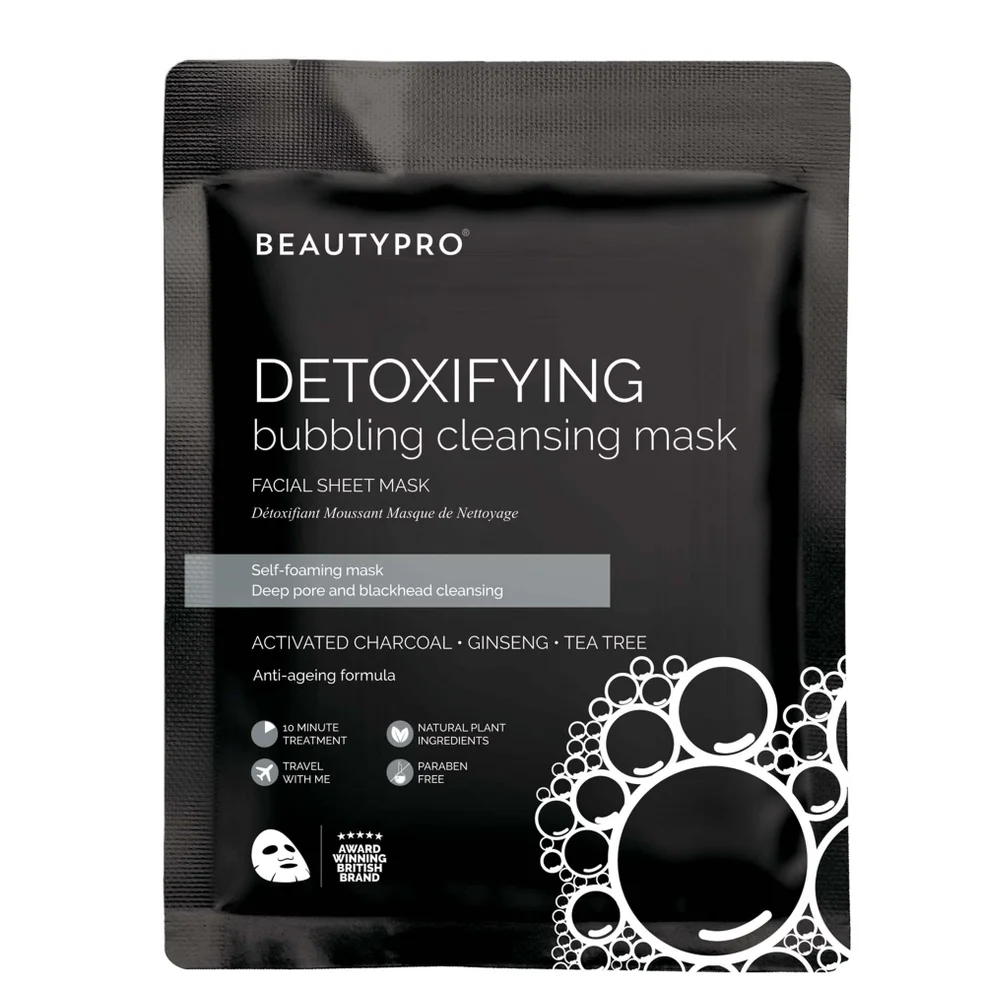 BEAUTYPRO®
DETOXIFYING
bubbling cleansing mask
FACIAL SHEET MASK
Détoxifiant Moussant Masque de Nettoyage
Self-foaming mask
Deep pore and blackhead cleansing
ACTIVATED CHARCOAL • GINSENG • TEA TREE
Anti-ageing formula
10 MINUTE
TREATMENT
NATURAL PLANT
INGREDIENTS
TRAVEL
WITH ME
PARABEN
FREE
AWARD
WINNING
BRITISH
BRAND